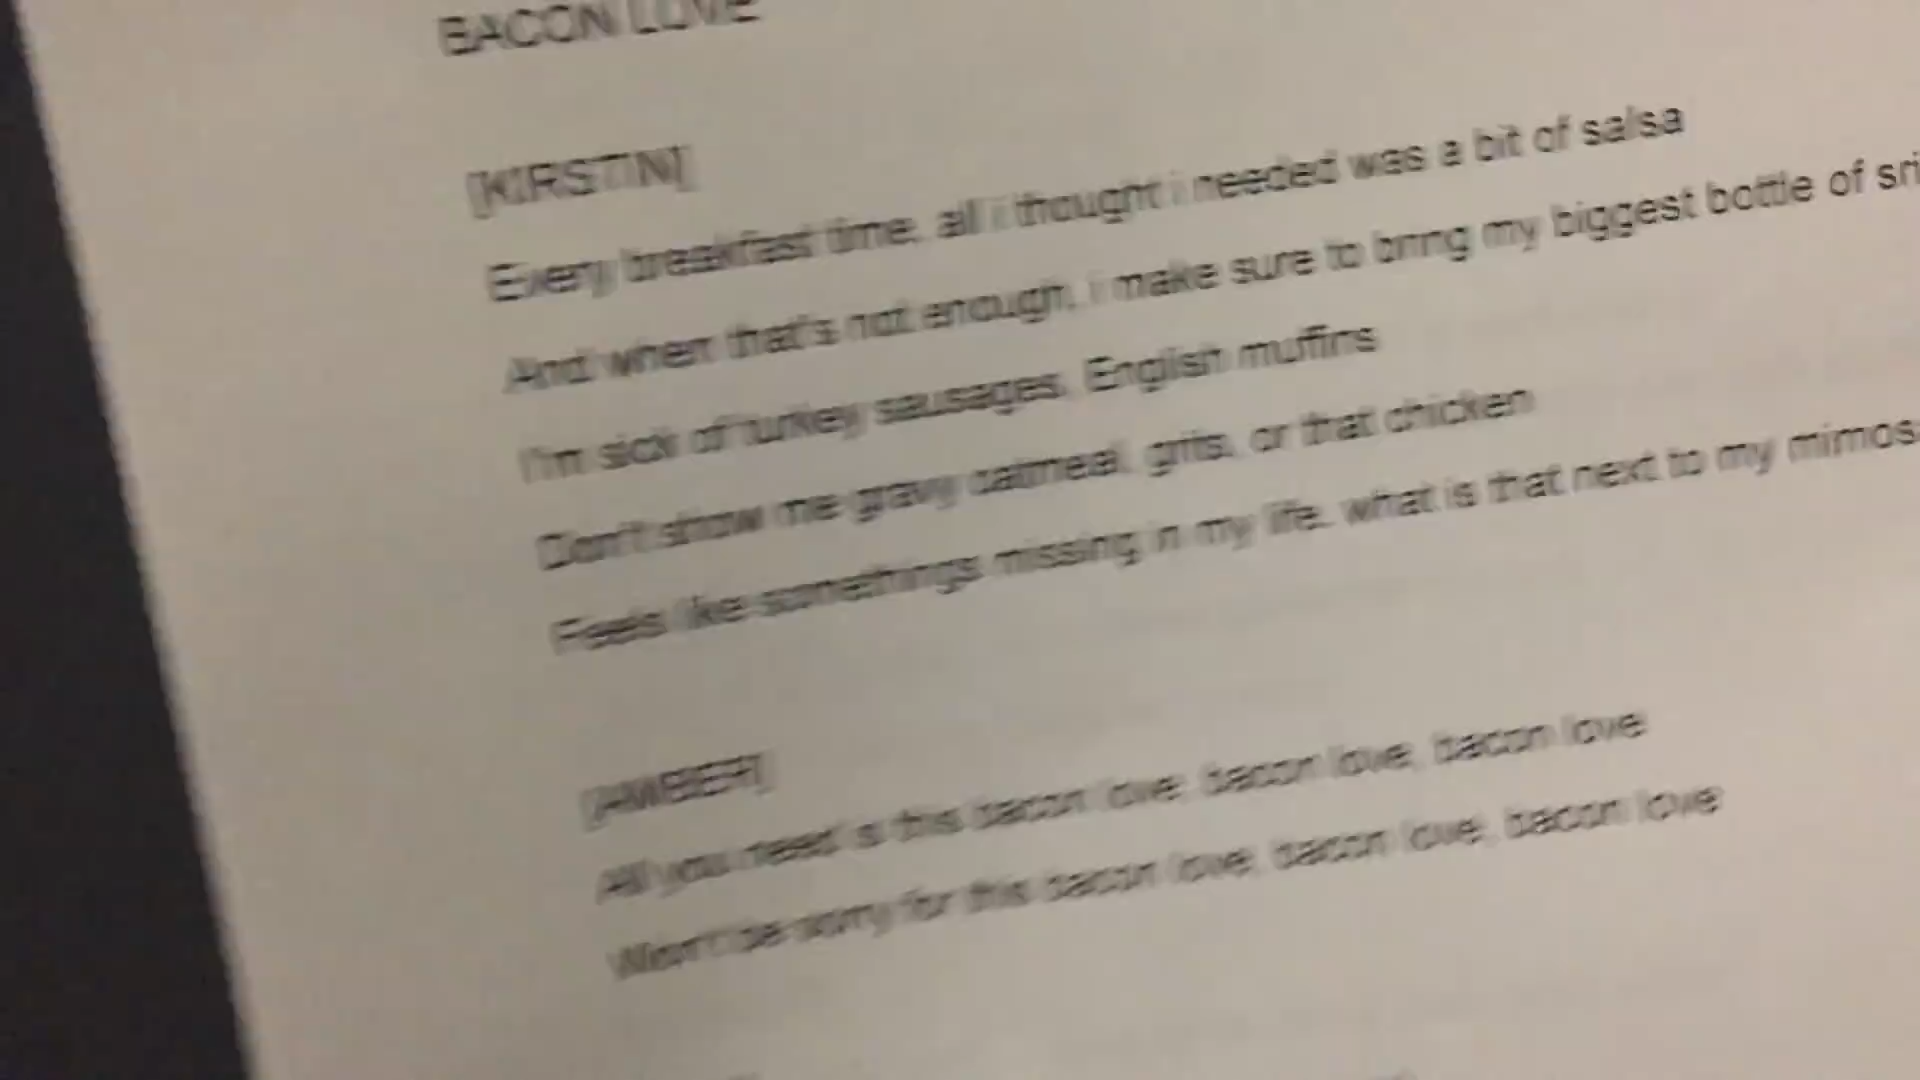 BACON LOVE
[KIRSTIN]
Every breakfast time, all i thought i needed was a bit of salsa
And when that's not enough, i make sure to bring my biggest bottle of
I'm sick of turkey sausages, English muffins
Don't show me gravy oatmeal, grits, or that chicken
Feels like somethings missing in my life, what is that next to my
[AMBER]
All you need is this bacon love, bacon love, bacon love
Won't be sorry for this bacon love, bacon love, bacon love